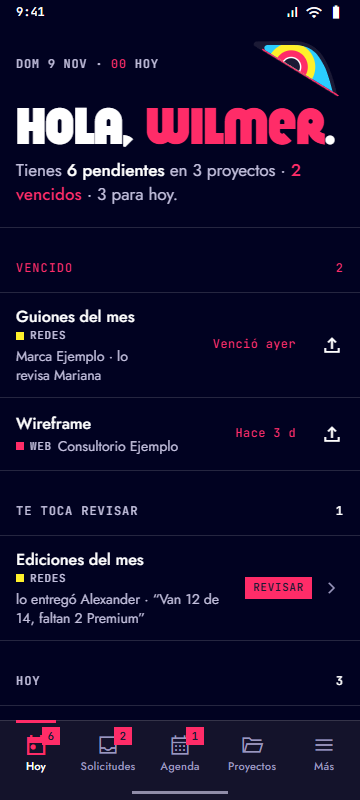 9:41
DOM 9 NOV · 00 HOY
HOLA, WILMER.
Tienes 6 pendientes en 3 proyectos · 2
vencidos · 3 para hoy.
VENCIDO 2
Guiones del mes
REDES
Marca Ejemplo · lo
revisa Mariana
Venció ayer
Wireframe
WEB Consultorio Ejemplo
Hace 3 d
TE TOCA REVISAR 1
Ediciones del mes
REDES
lo entregó Alexander · “Van 12 de
14, faltan 2 Premium”
REVISAR
HOY 3
6 2 1
Hoy Solicitudes Agenda Proyectos Más